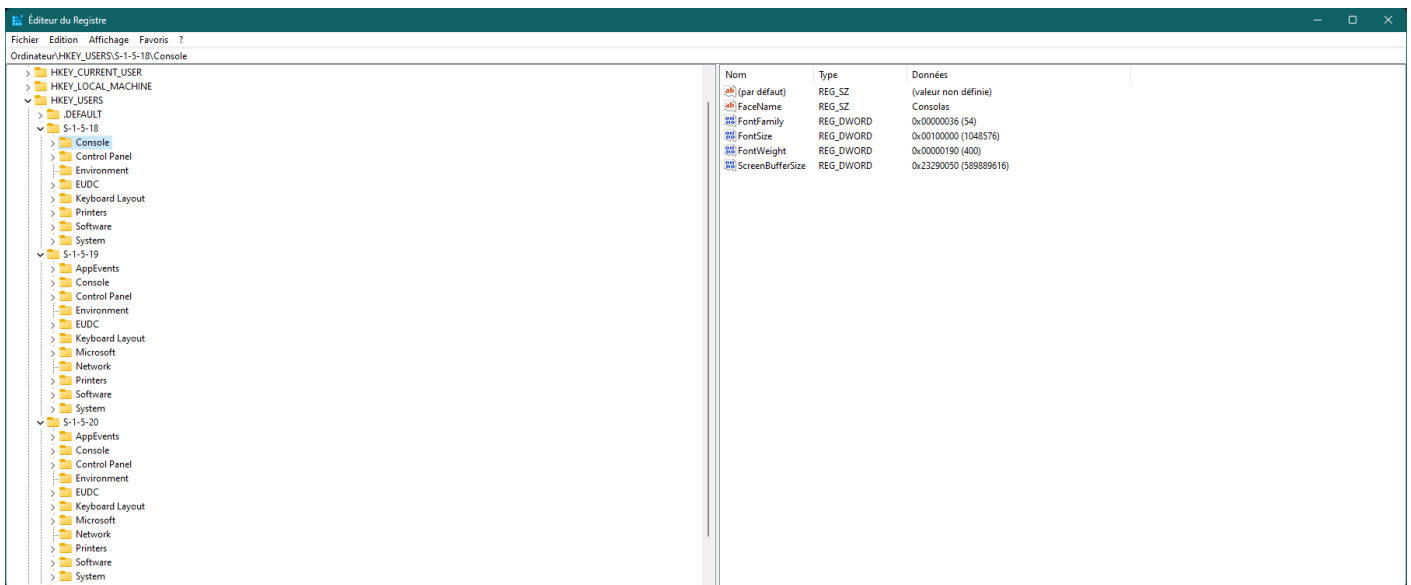 Éditeur du Registre
Fichier Edition Affichage Favoris ?
Ordinateur\HKEY_USERS\S-1-5-18\Console
HKEY_CURRENT_USER
HKEY_LOCAL_MACHINE
HKEY_USERS
.DEFAULT
S-1-5-18
Console
Control Panel
Environment
EUDC
Keyboard Layout
Printers
Software
System
S-1-5-19
AppEvents
Console
Control Panel
Environment
EUDC
Keyboard Layout
Microsoft
Network
Printers
Software
System
S-1-5-20
AppEvents
Console
Control Panel
Environment
EUDC
Keyboard Layout
Microsoft
Network
Printers
Software
System
Nom Type Données
(par défaut) REG_SZ (valeur non définie)
FaceName REG_SZ Consolas
FontFamily REG_DWORD 0x00000036 (54)
FontSize REG_DWORD 0x00100000 (1048576)
FontWeight REG_DWORD 0x00000190 (400)
ScreenBufferSize REG_DWORD 0x23290050 (589889616)